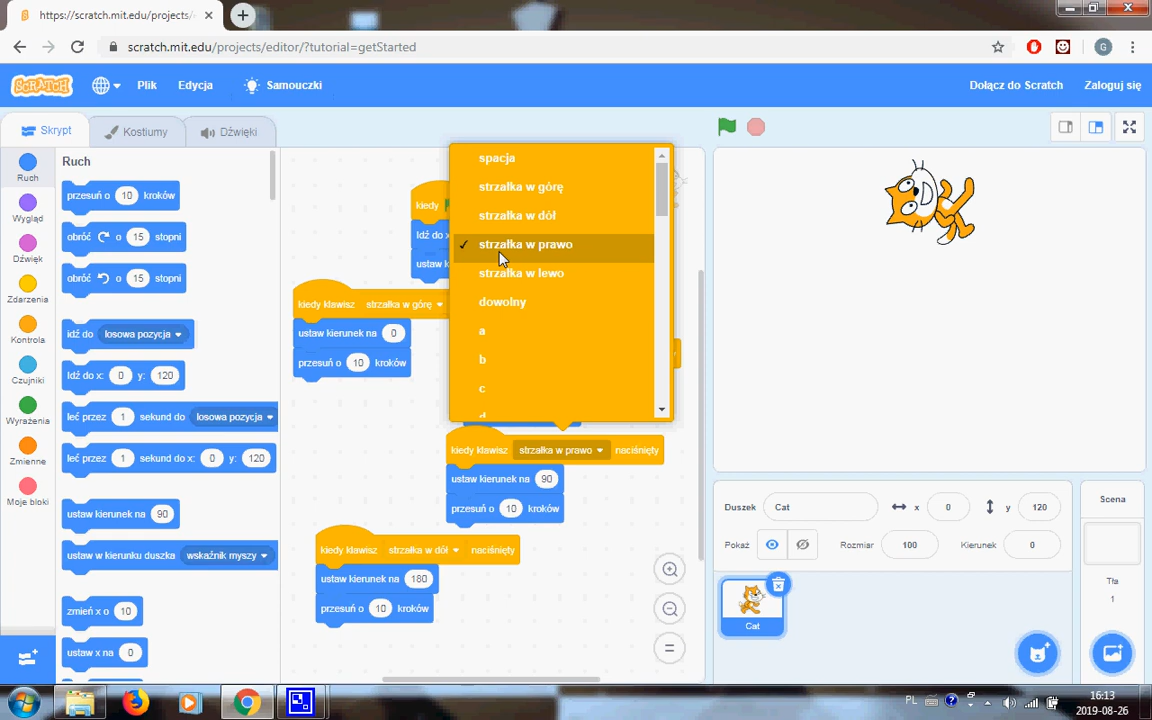 https://scratch.mit.edu/projects/
scratch.mit.edu/projects/editor/?tutorial=getStarted
G
SCRATCH
Plik
Edycja
Samouczki
Dołącz do Scratch
Zaloguj się
Skrypt
Kostiumy
Dźwięki
Ruch
Wygląd
Dźwięk
Zdarzenia
Kontrola
Czujniki
Wyrażenia
Zmienne
Moje bloki
Ruch
przesuń o 10 kroków
obróć o 15 stopni
obróć o 15 stopni
idź do losowa pozycja
Idź do x: 0 y: 120
leć przez 1 sekund do losowa pozycja
leć przez 1 sekund do x: 0 y: 120
ustaw kierunek na 90
ustaw w kierunku duszka wskaźnik myszy
zmień x o 10
ustaw x na 0
kiedy
Idź do x
ustaw k
kiedy klawisz strzałka w górę
ustaw kierunek na 0
przesuń o 10 kroków
spacja
strzałka w górę
strzałka w dół
✓ strzałka w prawo
strzałka w lewo
dowolny
a
b
c
d
kiedy klawisz strzałka w prawo naciśnięty
ustaw kierunek na 90
przesuń o 10 kroków
kiedy klawisz strzałka w dół naciśnięty
ustaw kierunek na 180
przesuń o 10 kroków
Duszek Cat x 0 y 120
Pokaż Rozmiar 100 Kierunek 0
Cat
Scena
Tła
1
PL
16:13
2019-08-26